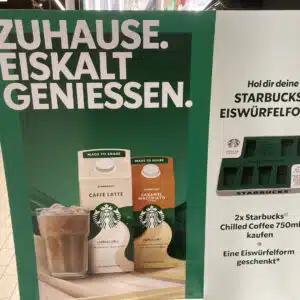 ZUHAUSE.
EISKALT
GENIESSEN.
MADE TO SHARE
CAFFÈ LATTE
MADE TO SHARE
CARAMEL
MACCHIATO
Hol dir deine
STARBUCKS
EISWÜRFELFO
STARBUCKS
2x Starbucks
Chilled Coffee 750ml
kaufen
=
Eine Eiswürfelform
geschenkt*